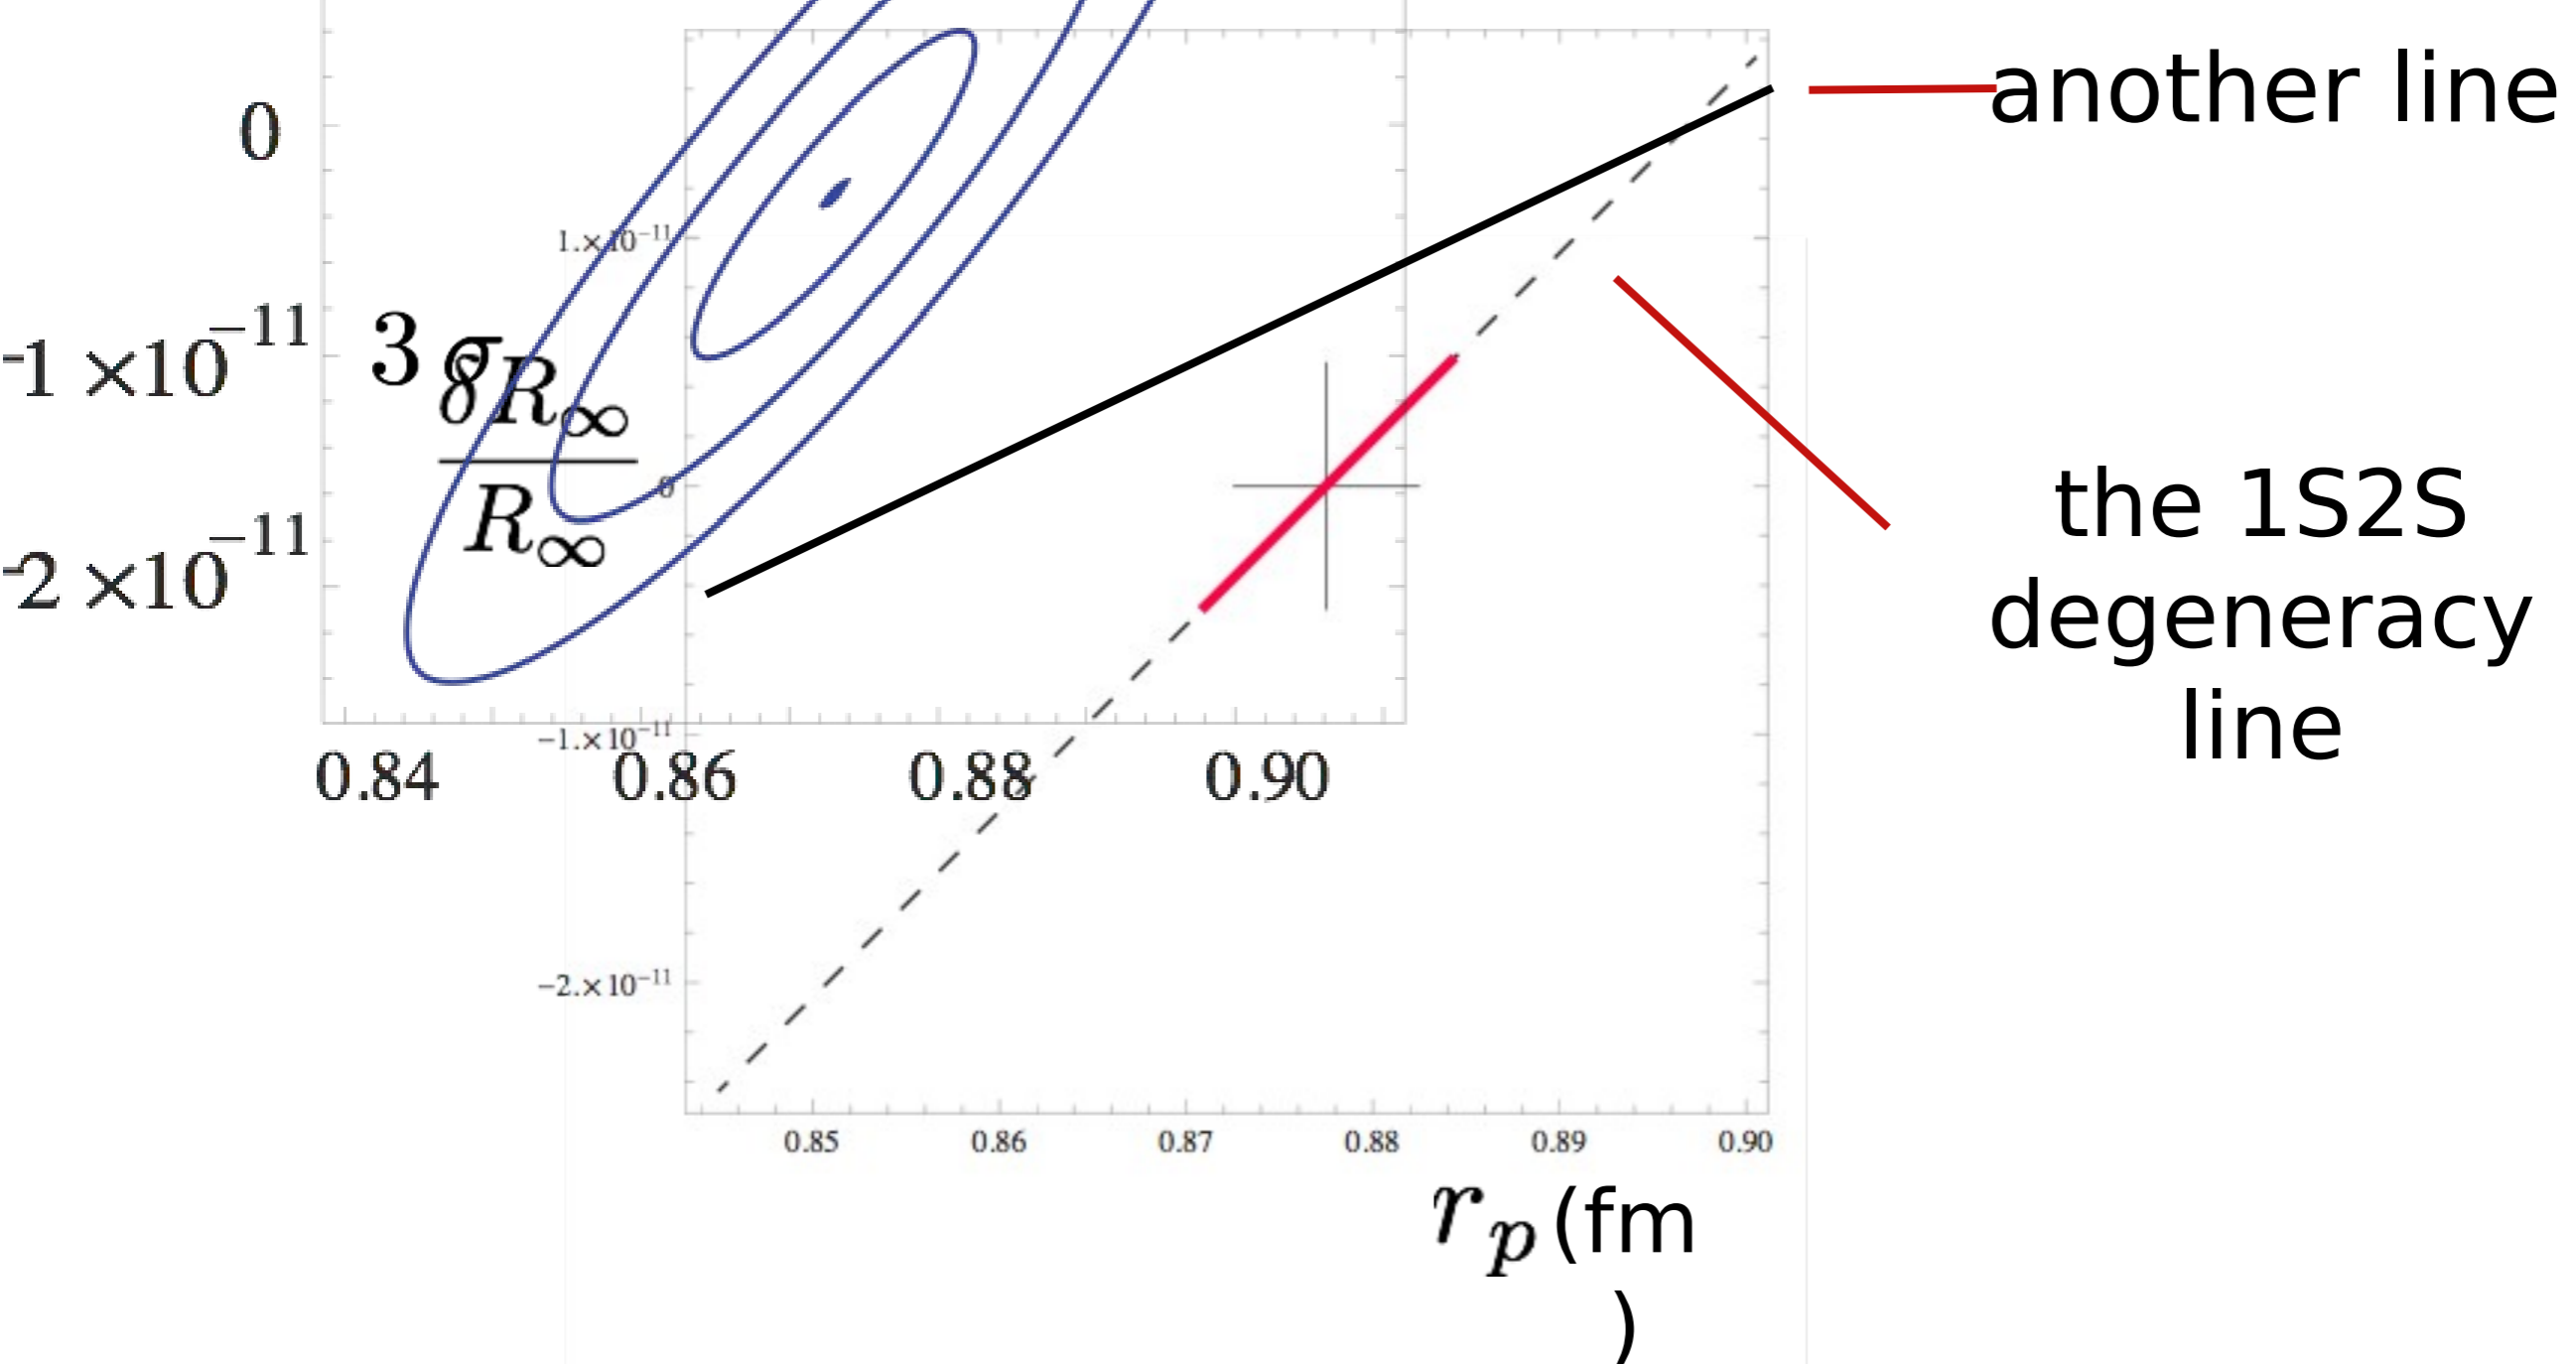 another line
0
1.×10⁻¹¹
-1 ×10⁻¹¹
3 σ
δR∞
R∞
0
the 1S2S
degeneracy
line
-2 ×10⁻¹¹
−1.×10⁻¹¹
0.84 0.86 0.88 0.90
−2.×10⁻¹¹
0.85 0.86 0.87 0.88 0.89 0.90
rp (fm
)